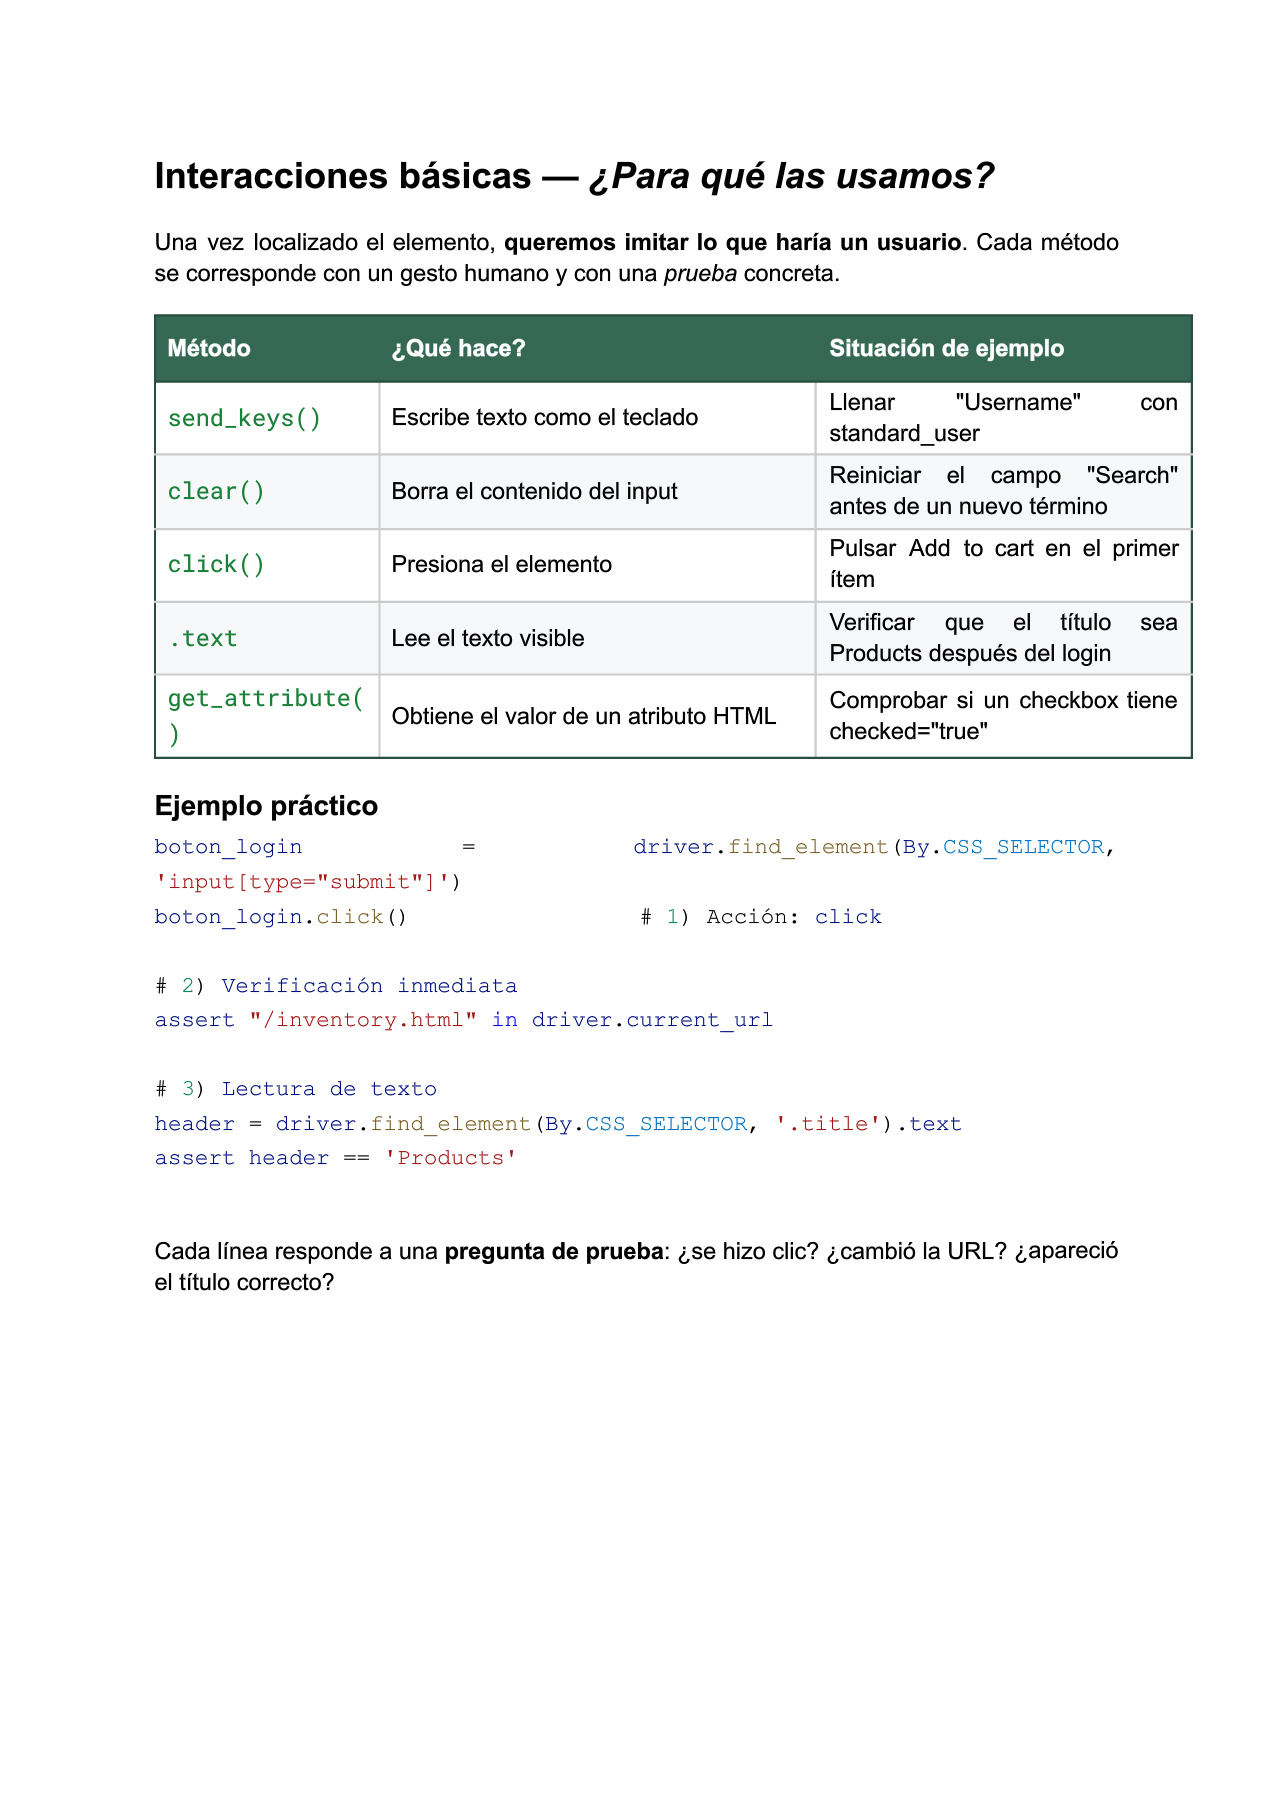 Interacciones básicas — ¿Para qué las usamos?
Una vez localizado el elemento, queremos imitar lo que haría un usuario. Cada método
se corresponde con un gesto humano y con una prueba concreta.
Método ¿Qué hace? Situación de ejemplo
send_keys() Escribe texto como el teclado Llenar "Username" con
standard_user
clear() Borra el contenido del input Reiniciar el campo "Search"
antes de un nuevo término
click() Presiona el elemento Pulsar Add to cart en el primer
ítem
.text Lee el texto visible Verificar que el título sea
Products después del login
get_attribute(
) Obtiene el valor de un atributo HTML Comprobar si un checkbox tiene
checked="true"
Ejemplo práctico
boton_login = driver.find_element(By.CSS_SELECTOR,
'input[type="submit"]')
boton_login.click() # 1) Acción: click
# 2) Verificación inmediata
assert "/inventory.html" in driver.current_url
# 3) Lectura de texto
header = driver.find_element(By.CSS_SELECTOR, '.title').text
assert header == 'Products'
Cada línea responde a una pregunta de prueba: ¿se hizo clic? ¿cambió la URL? ¿apareció
el título correcto?